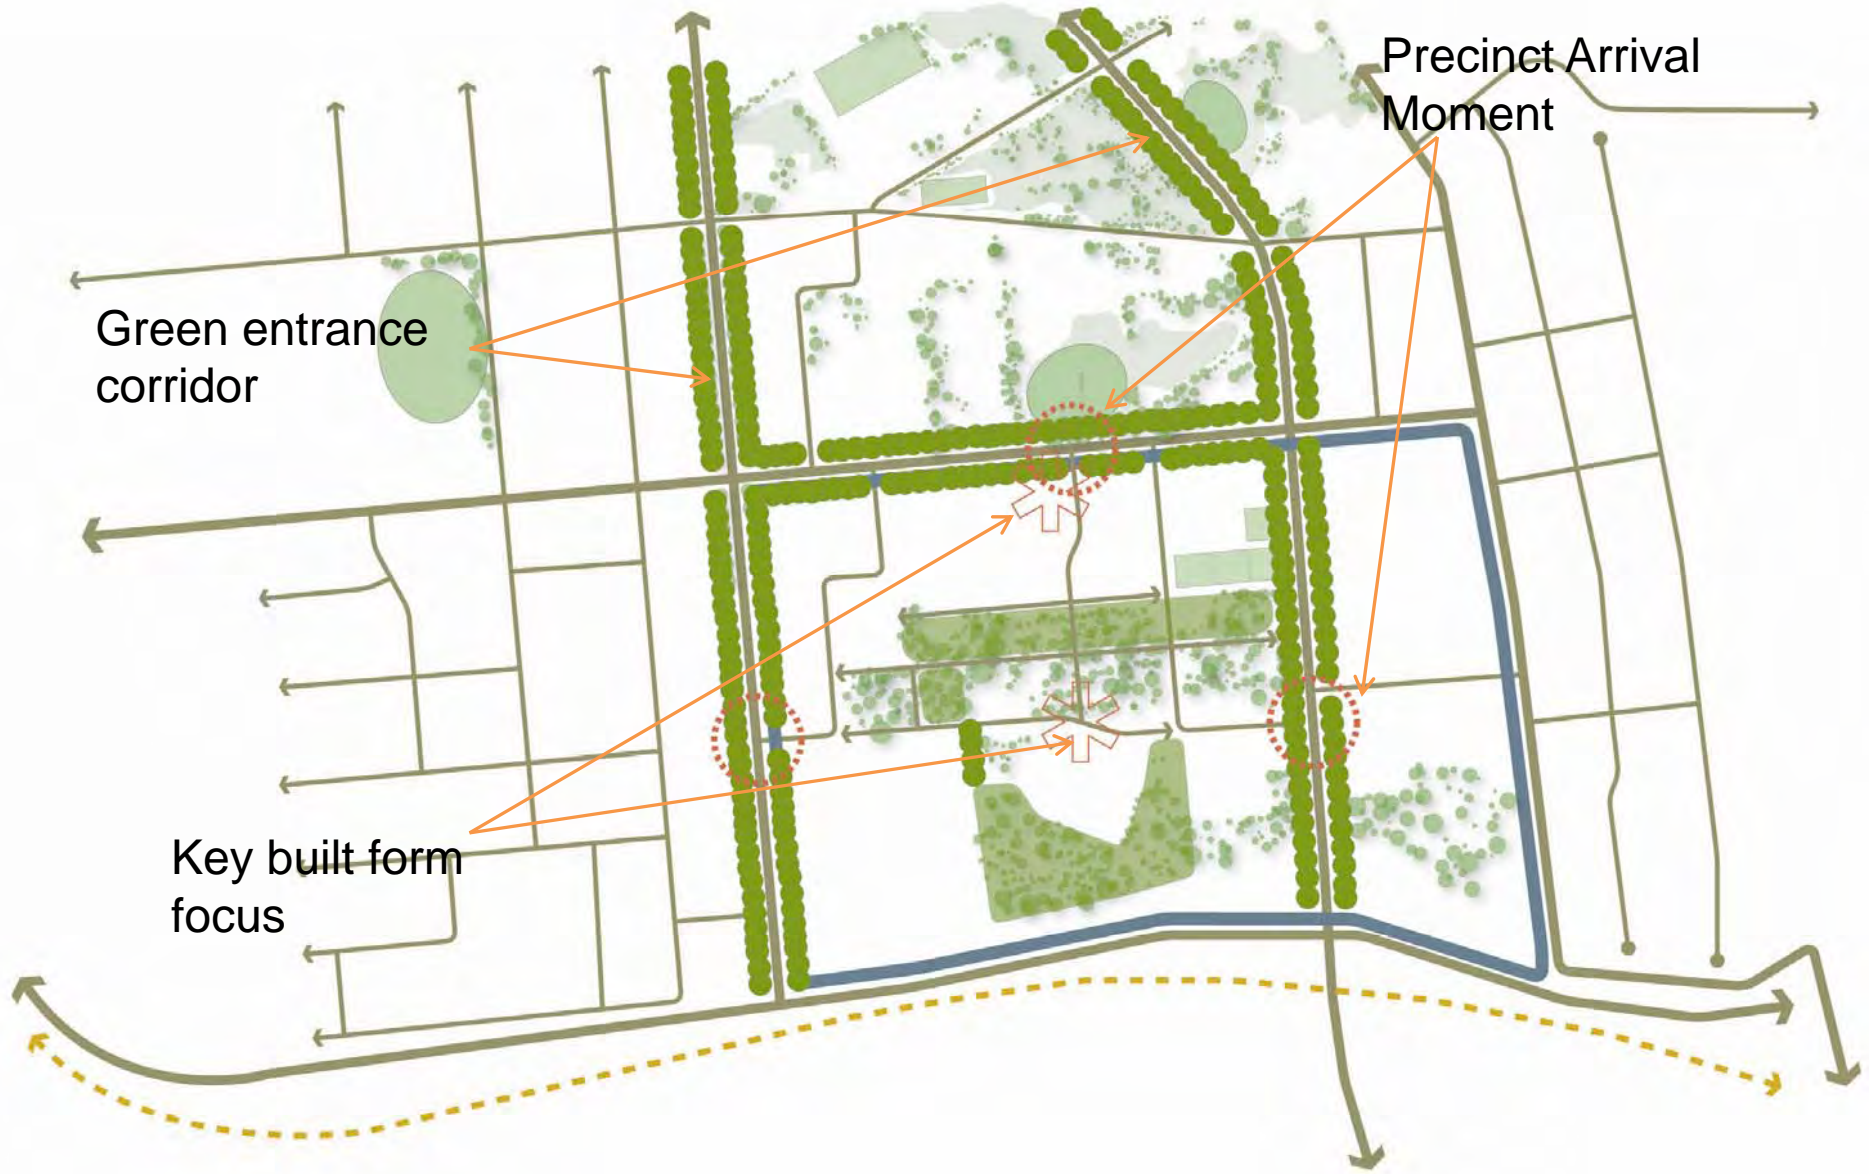 Precinct Arrival
Moment
Green entrance
corridor
Key built form
focus